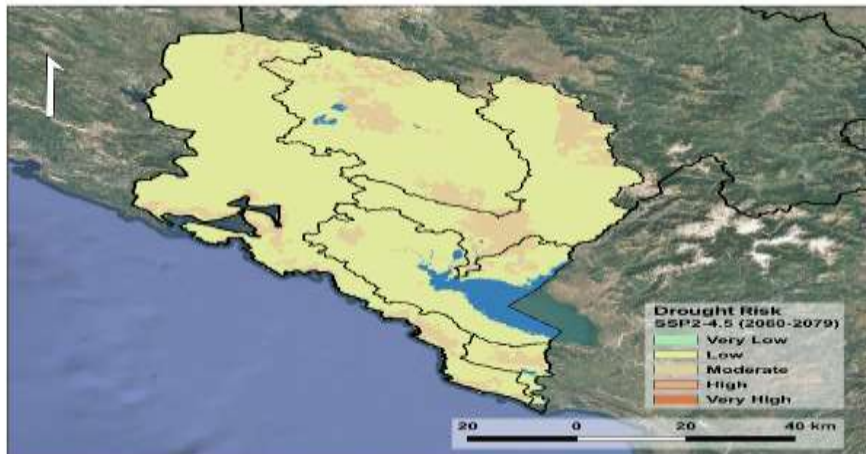 Drought Risk
SSP2-4.5 (2060-2079)
Very Low
Low
Moderate
High
Very High
20 0 20 40 km